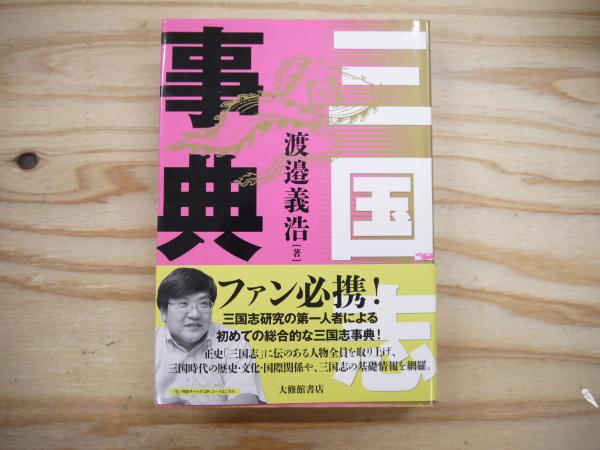 三国志
事典
渡邉義浩[著]
ファン必携!
三国志研究の第一人者による
初めての総合的な三国志事典!
正史「三国志」に伝のある人物全員を取り上げ、
三国時代の歴史・文化・国際関係や、三国志の基礎情報を網羅。
大修館書店